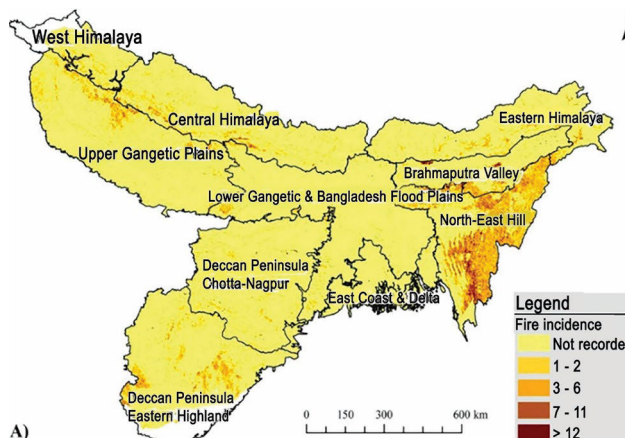 West Himalaya
Central Himalaya
Eastern Himalaya
Upper Gangetic Plains
Brahmaputra Valley
Lower Gangetic & Bangladesh Flood Plains
North-East Hill
Deccan Peninsula
Chotta-Nagpur
East Coast & Delta
Deccan Peninsula
Eastern Highland
Legend
Fire incidence
Not recorde
1 - 2
3 - 6
7 - 11
> 12
0 150 300 600 km
A)